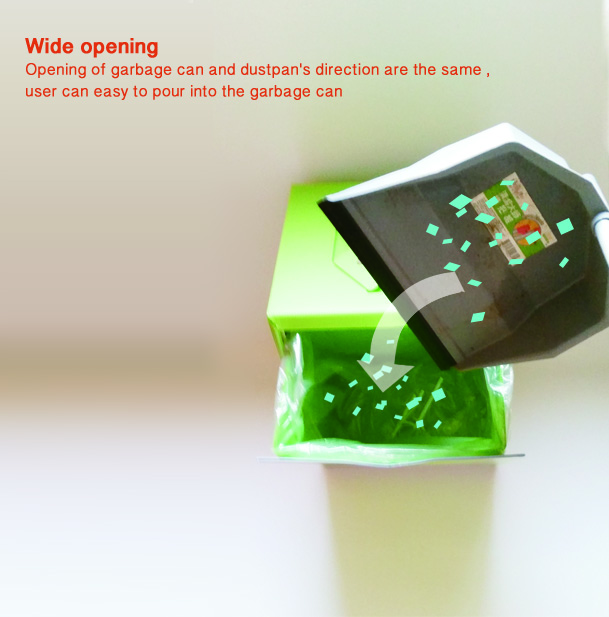 Wide opening
Opening of garbage can and dustpan's direction are the same ,
user can easy to pour into the garbage can